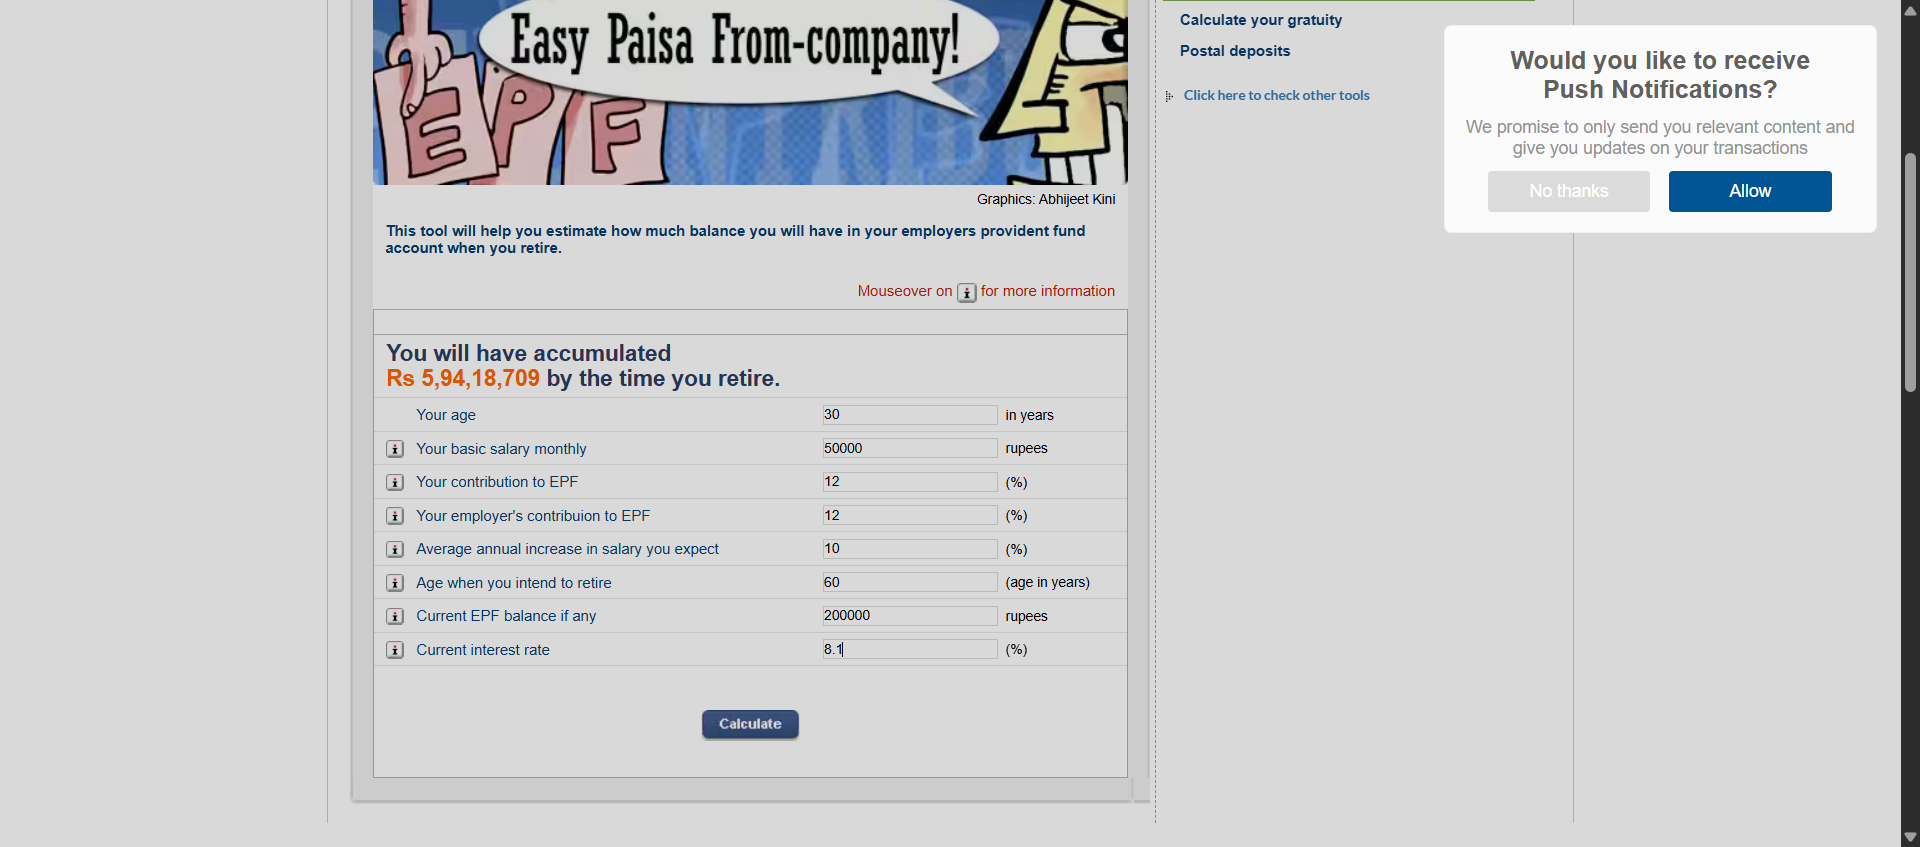 Easy Paisa From-company!
EPF
Graphics: Abhijeet Kini
This tool will help you estimate how much balance you will have in your employers provident fund
account when you retire.
Mouseover on i for more information
You will have accumulated
Rs 5,94,18,709 by the time you retire.
Your age 30 in years
i Your basic salary monthly 50000 rupees
i Your contribution to EPF 12 (%)
i Your employer's contribuion to EPF 12 (%)
i Average annual increase in salary you expect 10 (%)
i Age when you intend to retire 60 (age in years)
i Current EPF balance if any 200000 rupees
i Current interest rate 8.1 (%)
Calculate
Calculate your gratuity
Postal deposits
Click here to check other tools
Would you like to receive
Push Notifications?
We promise to only send you relevant content and
give you updates on your transactions
No thanks Allow